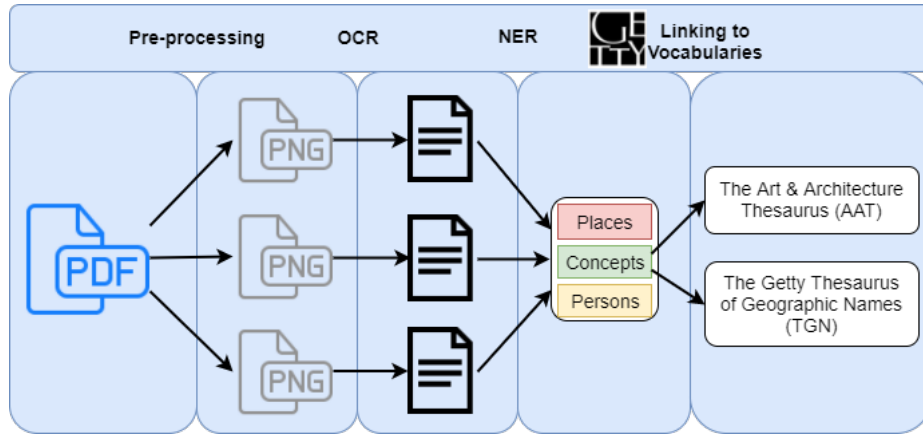 Pre-processing
OCR
NER
GETTY
Linking to
Vocabularies
PDF
PNG
PNG
PNG
Places
Concepts
Persons
The Art & Architecture
Thesaurus (AAT)
The Getty Thesaurus
of Geographic Names
(TGN)